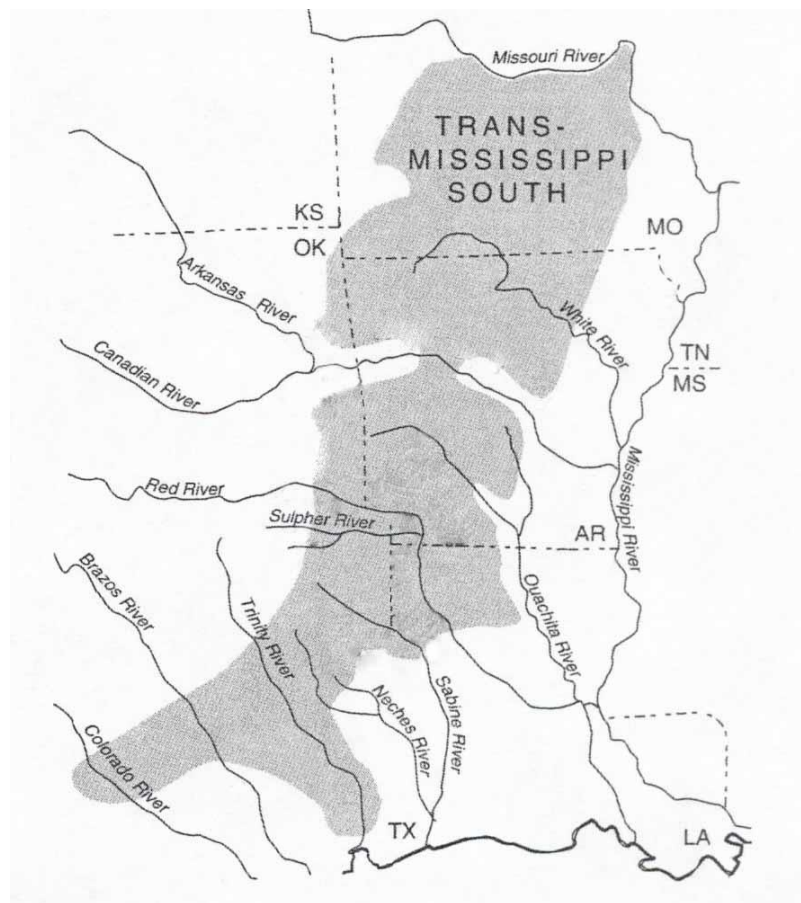 Missouri River
TRANS-
MISSISSIPPI
SOUTH
KS
MO
OK
Arkansas River
White River
Canadian River
TN
MS
Mississippi River
Red River
Sulpher River
AR
Brazos River
Trinity River
Ouachita River
Neches River
Sabine River
Colorado River
TX
LA